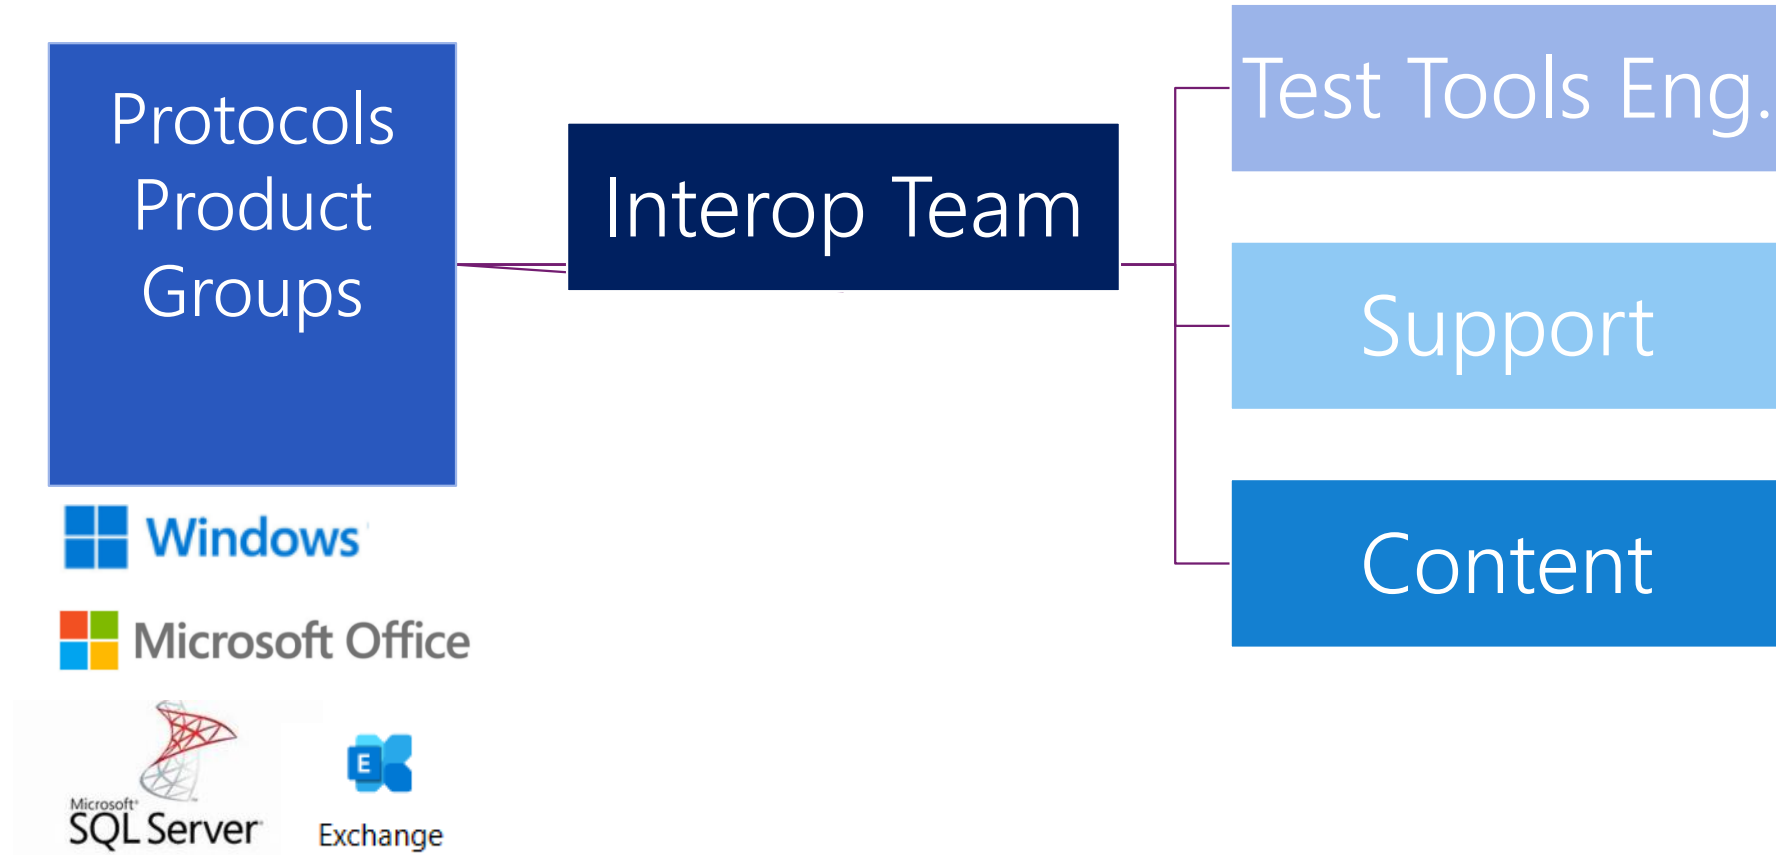 Protocols
Product
Groups
Interop Team
Test Tools Eng.
Support
Content
Windows
Microsoft Office
Microsoft
SQL Server
E
Exchange